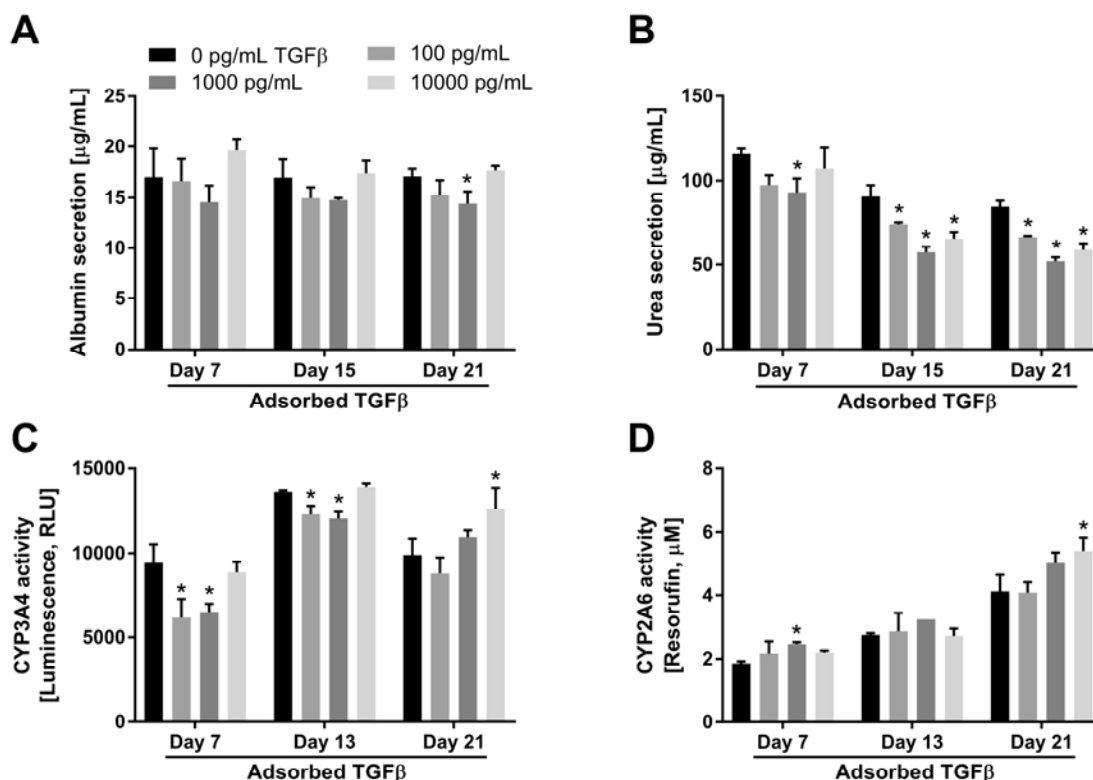 A
0 pg/mL TGFβ
100 pg/mL
1000 pg/mL
10000 pg/mL
Albumin secretion [μg/mL]
25
20
15
10
5
0
*
Day 7
Day 15
Day 21
Adsorbed TGFβ
B
Urea secretion [μg/mL]
150
100
50
0
*
* * *
* * *
Day 7
Day 15
Day 21
Adsorbed TGFβ
C
CYP3A4 activity
[Luminescence, RLU]
15000
10000
5000
0
* *
* *
*
Day 7
Day 13
Day 21
Adsorbed TGFβ
D
CYP2A6 activity
[Resorufin, μM]
8
6
4
2
0
*
*
Day 7
Day 13
Day 21
Adsorbed TGFβ